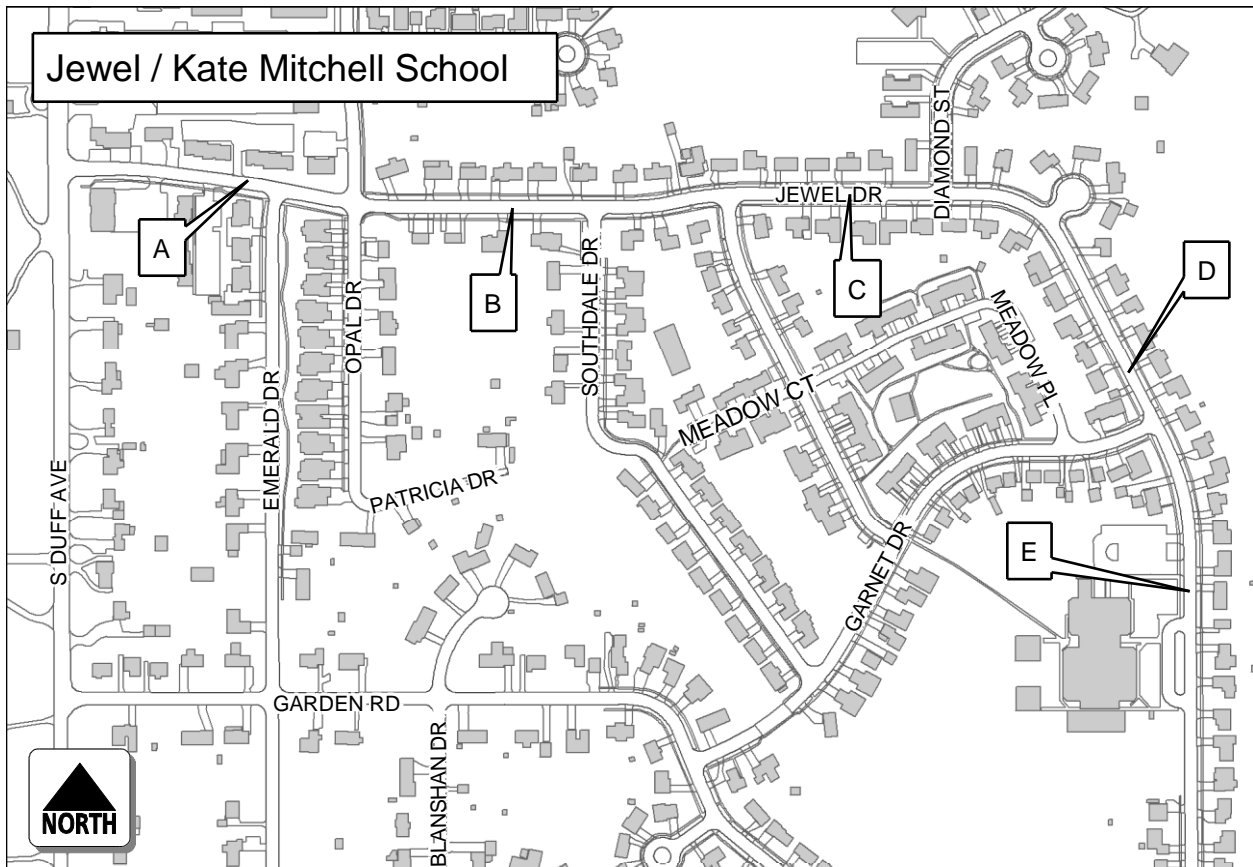 Jewel / Kate Mitchell School
DIAMOND ST
JEWEL DR
A
B
C
D
SOUTHDALE DR
OPAL DR
MEADOW PL
EMERALD DR
MEADOW CT
S DUFF AVE
PATRICIA DR
GARNET DR
E
GARDEN RD
BLANSHAN DR
NORTH